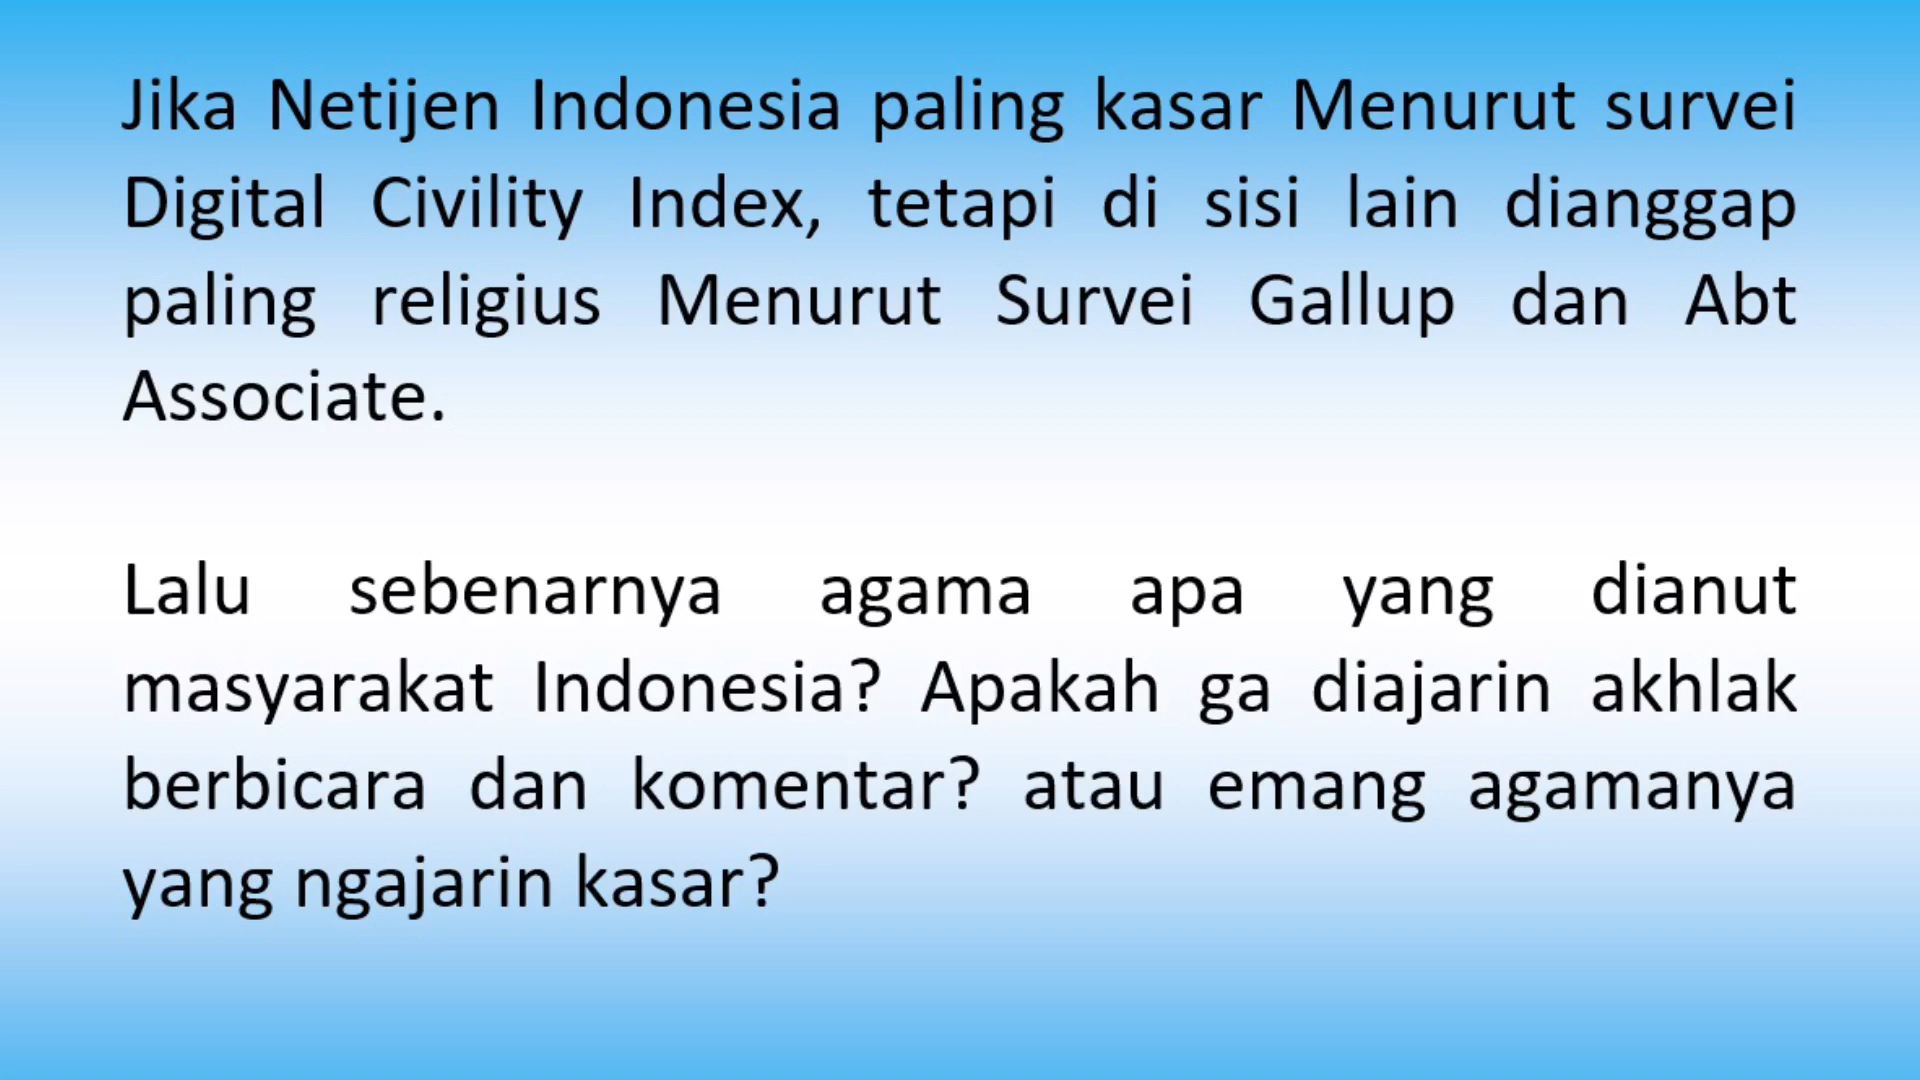 Jika Netijen Indonesia paling kasar Menurut survei
Digital Civility Index, tetapi di sisi lain dianggap
paling religius Menurut Survei Gallup dan Abt
Associate.
Lalu sebenarnya agama apa yang dianut
masyarakat Indonesia? Apakah ga diajarin akhlak
berbicara dan komentar? atau emang agamanya
yang ngajarin kasar?